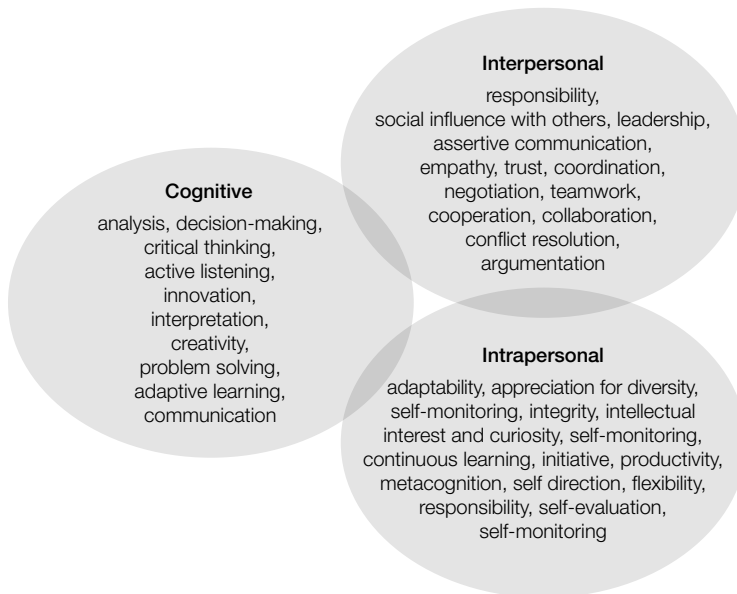 Interpersonal
responsibility,
social influence with others, leadership,
assertive communication,
empathy, trust, coordination,
negotiation, teamwork,
cooperation, collaboration,
conflict resolution,
argumentation
Cognitive
analysis, decision-making,
critical thinking,
active listening,
innovation,
interpretation,
creativity,
problem solving,
adaptive learning,
communication
Intrapersonal
adaptability, appreciation for diversity,
self-monitoring, integrity, intellectual
interest and curiosity, self-monitoring,
continuous learning, initiative, productivity,
metacognition, self direction, flexibility,
responsibility, self-evaluation,
self-monitoring